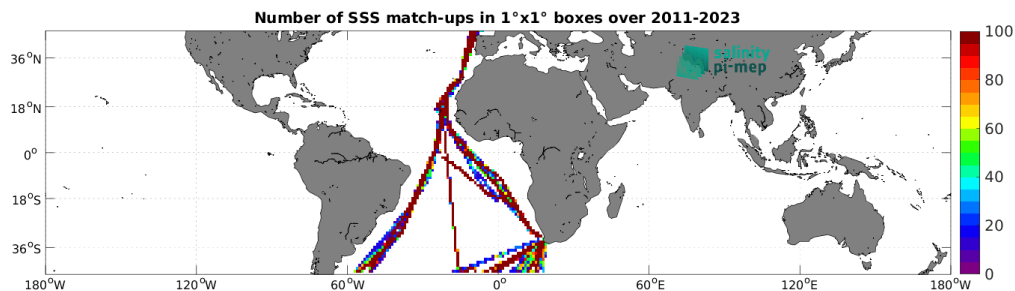 Number of SSS match-ups in 1°x1° boxes over 2011-2023
salinity
pi-mep
36°N
18°N
0°
18°S
36°S
180°W
120°W
60°W
0°E
60°E
120°E
180°W
100
80
60
40
20
0